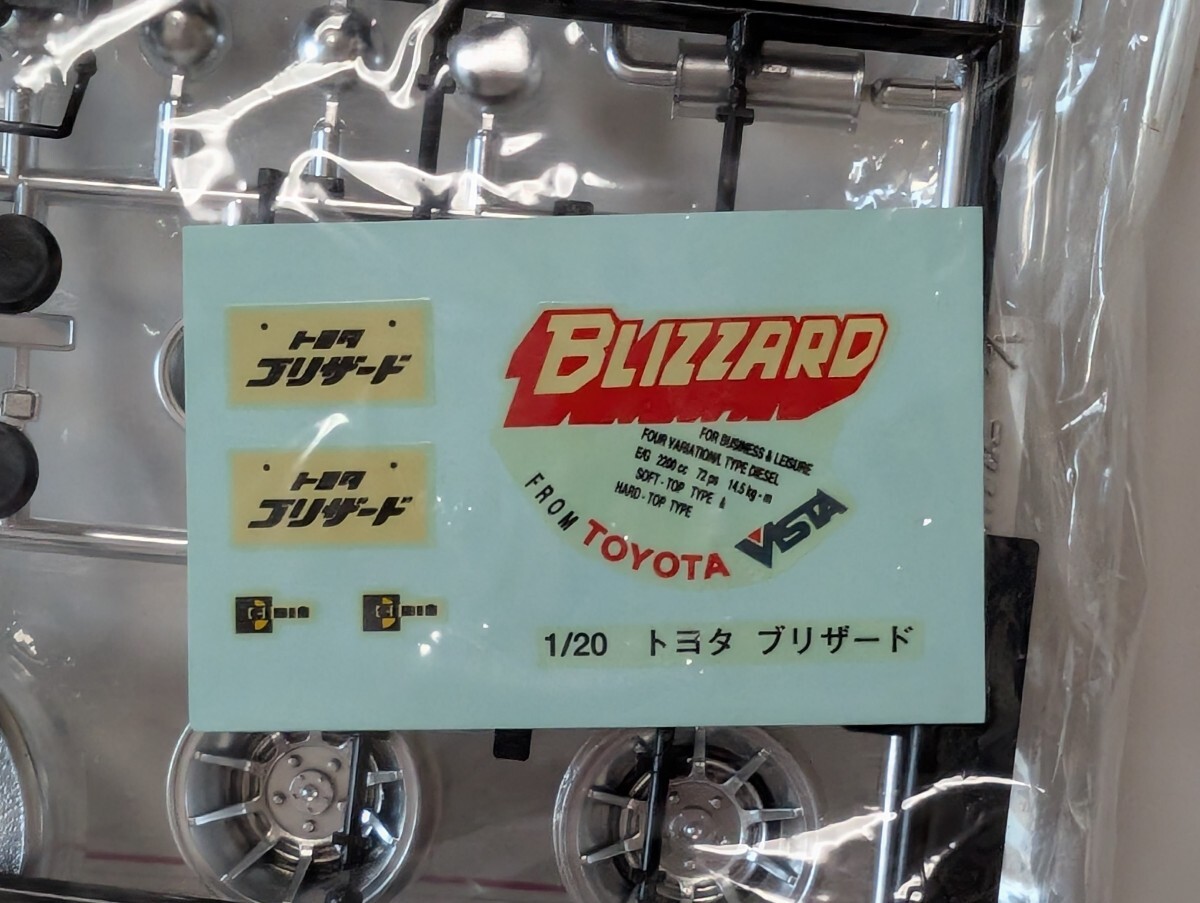 トヨタ
ブリザード
トヨタ
ブリザード
BLIZZARD
FOR BUSINESS & LEISURE
FOUR VARIATIONAL TYPE DIESEL
E/G 2200 cc 72 ps 14.5 kg-m
SOFT-TOP TYPE &
HARD-TOP TYPE
FROM TOYOTA VISTA
1/20 トヨタ ブリザード